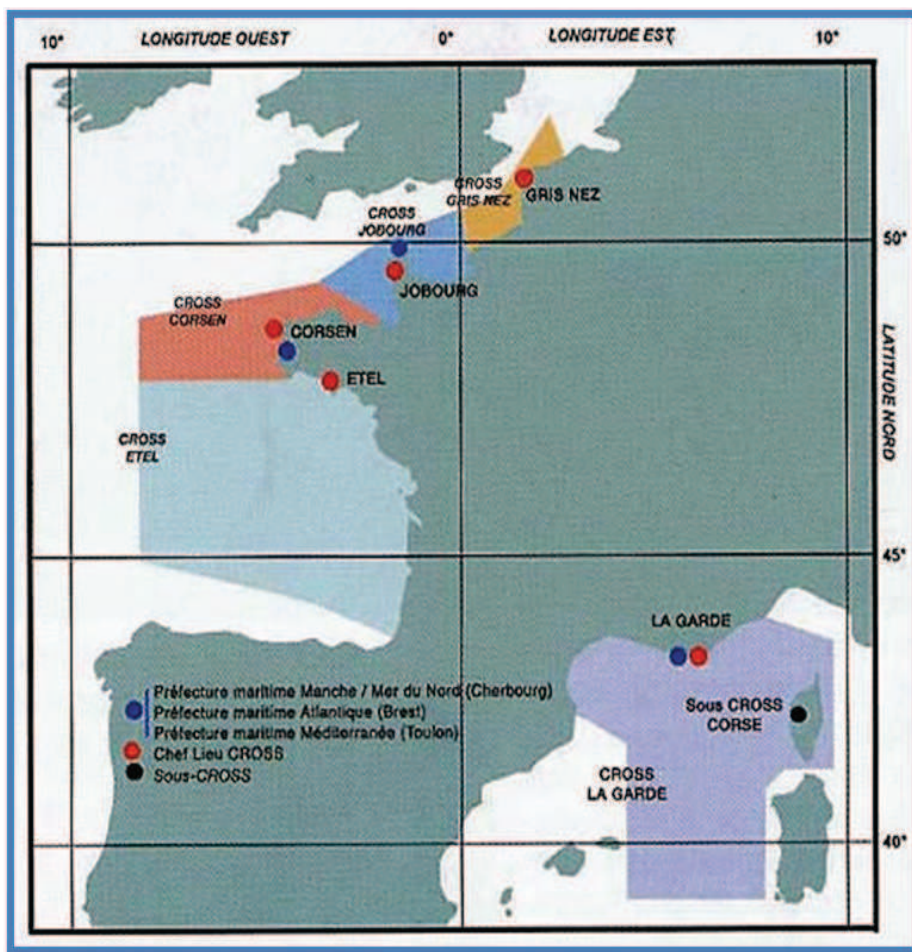 10° LONGITUDE OUEST 0° LONGITUDE EST 10°
CROSS
GRIS NEZ
GRIS NEZ
CROSS
JOBOURG
50°
JOBOURG
CROSS
CORSEN
CORSEN
ETEL
LATITUDE NORD
CROSS
ETEL
45°
LA GARDE
Préfecture maritime Manche / Mer du Nord (Cherbourg)
Préfecture maritime Atlantique (Brest)
Préfecture maritime Méditerranée (Toulon)
Chef Lieu CROSS
Sous-CROSS
Sous CROSS
CORSE
CROSS
LA GARDE
40°